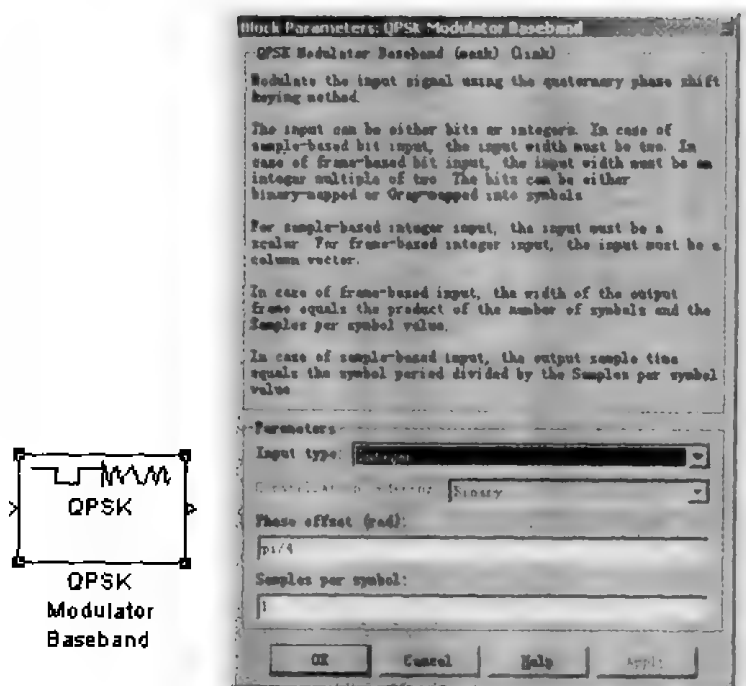 Block Parameters: QPSK Modulator Baseband
QPSK Modulator Baseband (mask) (link)
Modulate the input signal using the quaternary phase shift
keying method.
The input can be either bits or integers. In case of
sample-based bit input, the input width must be two. In
case of frame-based bit input, the input width must be an
integer multiple of two. The bits can be either
binary-mapped or Gray-mapped into symbols
For sample-based integer input, the input must be a
scalar. For frame-based integer input, the input must be a
column vector.
In case of frame-based input, the width of the output
frame equals the product of the number of symbols and the
Samples per symbol value.
In case of sample-based input, the output sample time
equals the symbol period divided by the Samples per symbol
value
Parameters
Input type: Integer
Constellation ordering: Binary
Phase offset (rad):
pi/4
Samples per symbol:
1
OK Cancel Help Apply
QPSK
QPSK
Modulator
Baseband